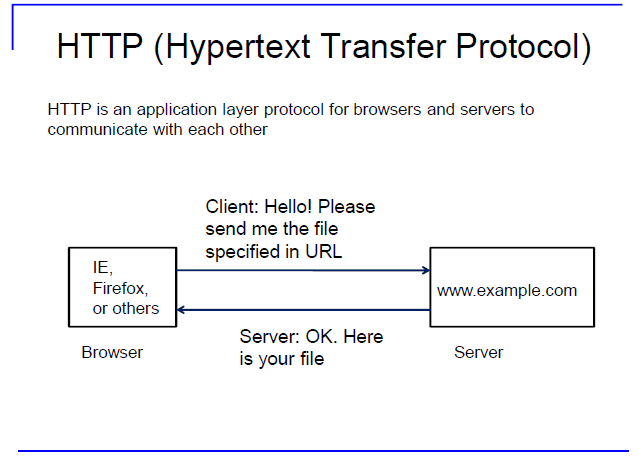 HTTP (Hypertext Transfer Protocol)
HTTP is an application layer protocol for browsers and servers to
communicate with each other
Client: Hello! Please
send me the file
specified in URL
IE,
Firefox,
or others
www.example.com
Server: OK. Here
is your file
Browser
Server